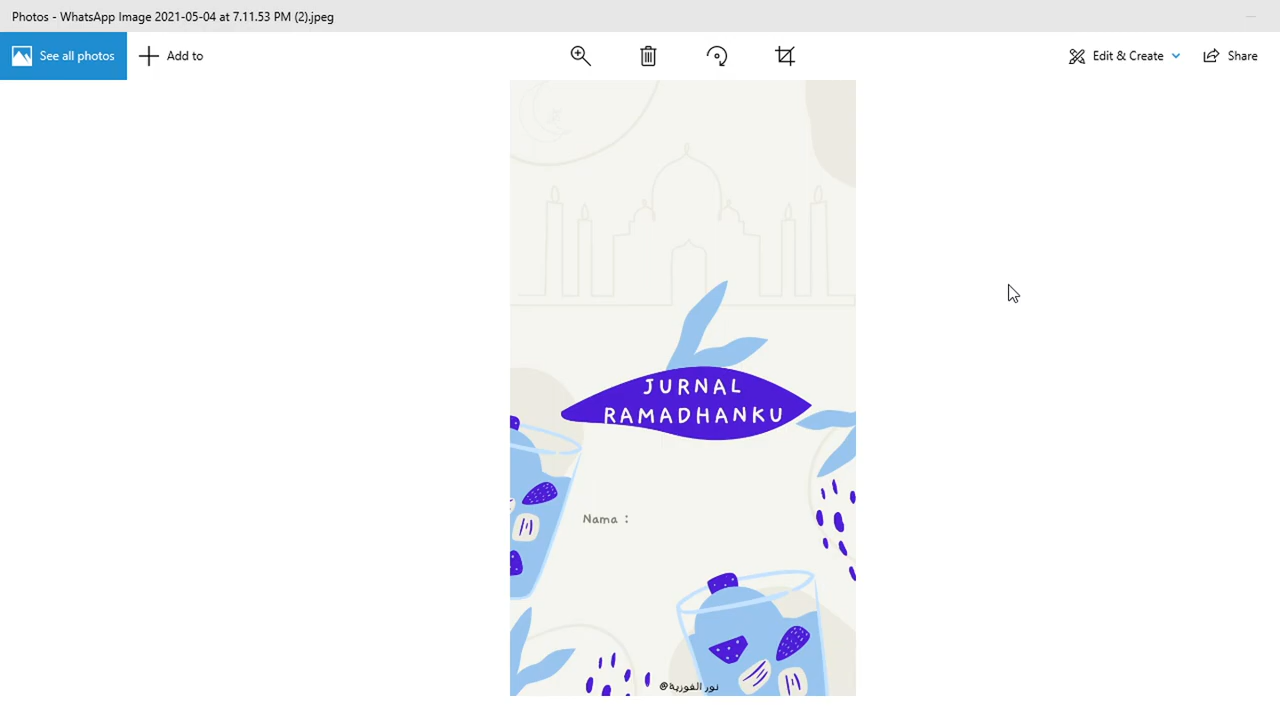 Photos - WhatsApp Image 2021-05-04 at 7.11.53 PM (2).jpeg
See all photos
Add to
Edit & Create
Share
JURNAL
RAMADHANKU
Nama :
@نور الفورية